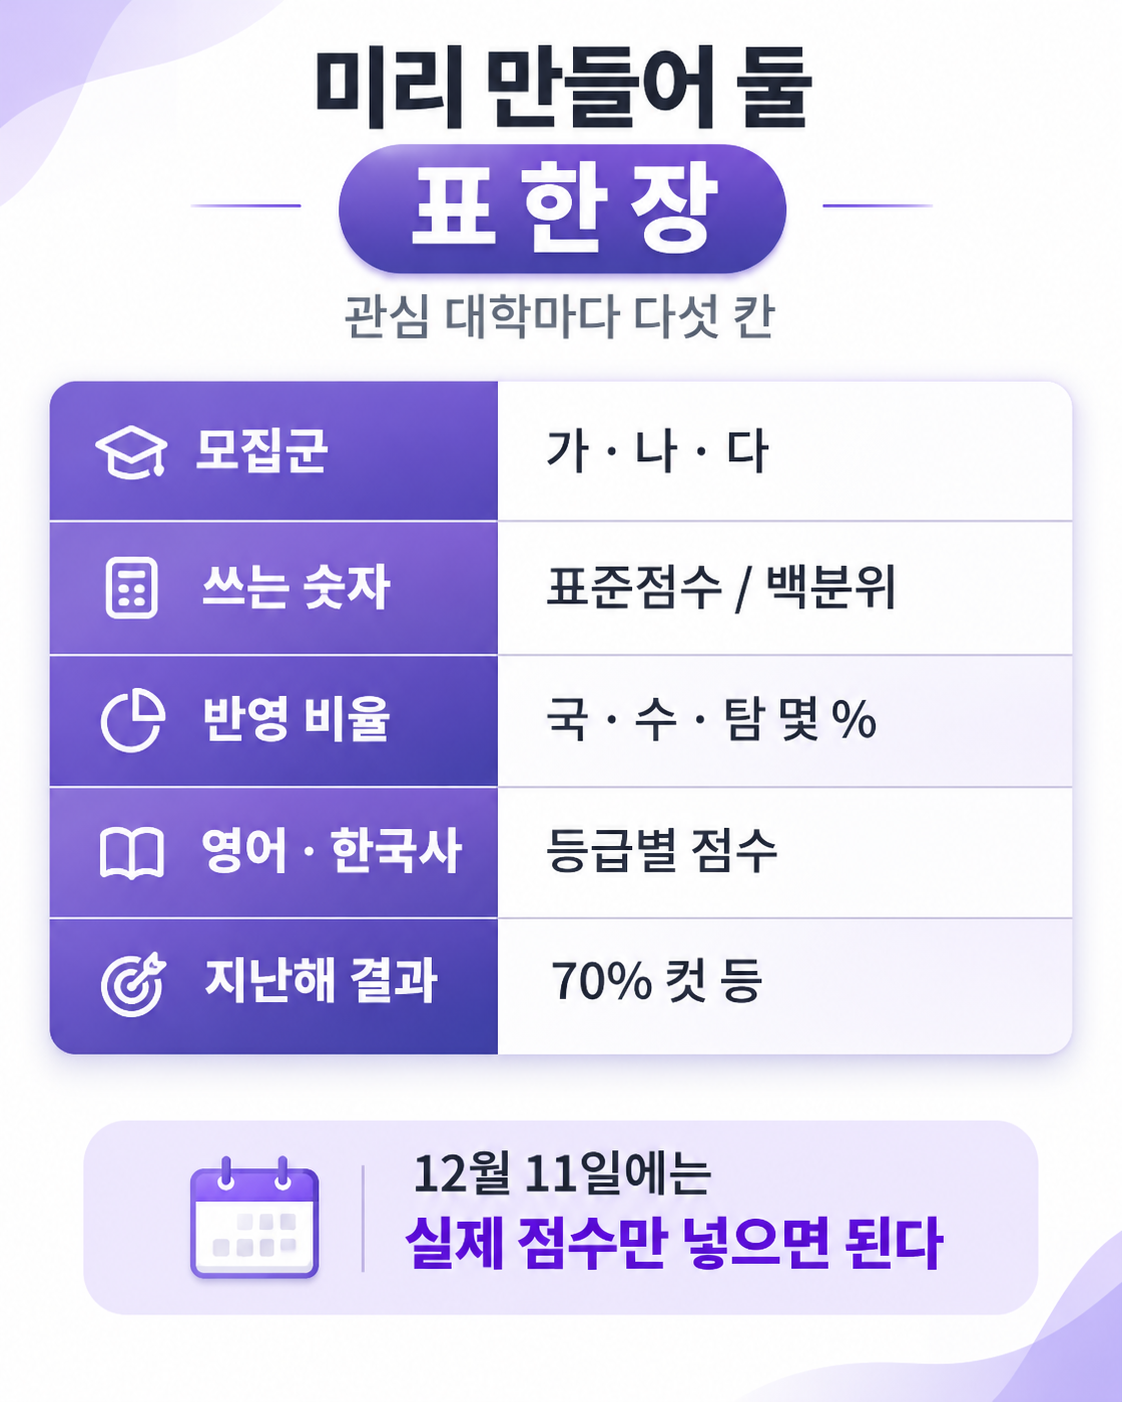 미리 만들어 둘
표 한 장
관심 대학마다 다섯 칸
모집군 가 · 나 · 다
쓰는 숫자 표준점수 / 백분위
반영 비율 국 · 수 · 탐 몇 %
영어 · 한국사 등급별 점수
지난해 결과 70% 컷 등
12월 11일에는
실제 점수만 넣으면 된다